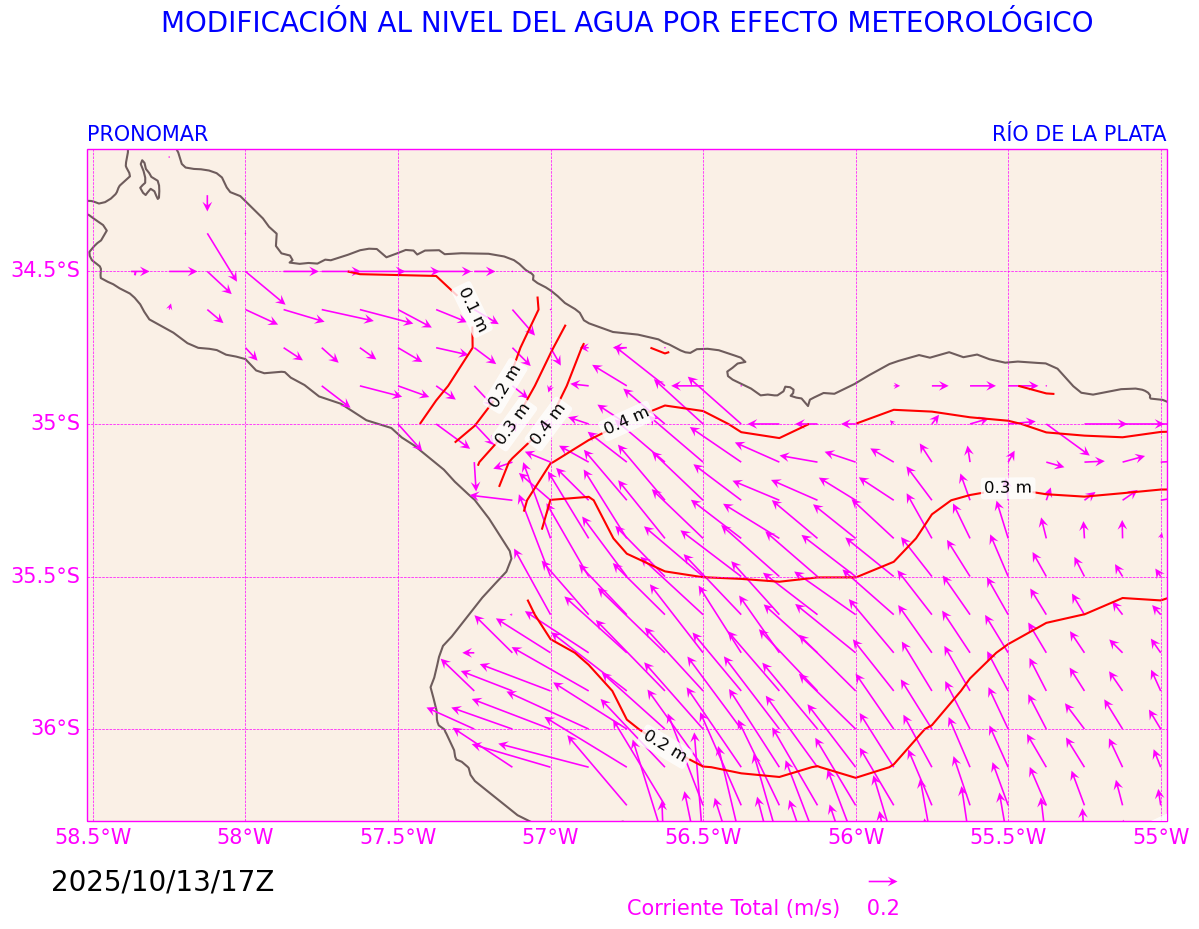 MODIFICACIÓN AL NIVEL DEL AGUA POR EFECTO METEOROLÓGICO
PRONOMAR
RÍO DE LA PLATA
34.5°S
35°S
35.5°S
36°S
0.1 m
0.2 m
0.3 m
0.4 m
0.4 m
0.3 m
0.2 m
58.5°W
58°W
57.5°W
57°W
56.5°W
56°W
55.5°W
55°W
2025/10/13/17Z
Corriente Total (m/s)
0.2